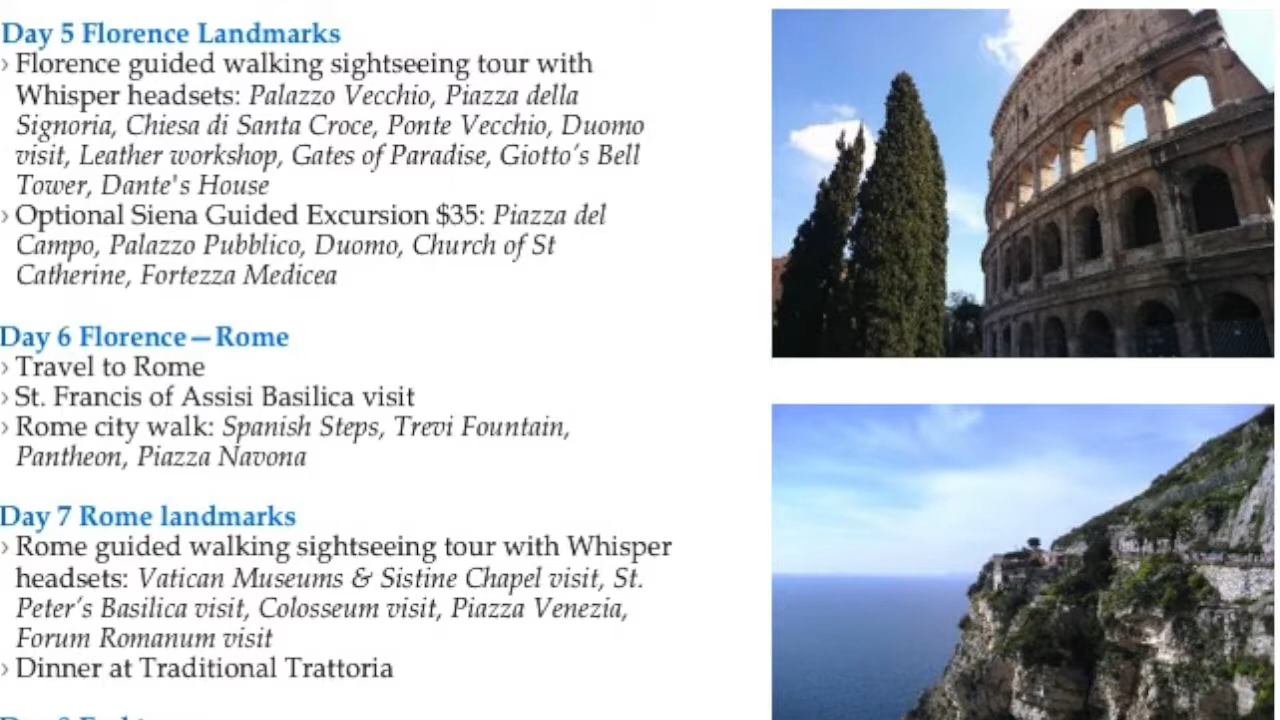 Day 5 Florence Landmarks
› Florence guided walking sightseeing tour with
Whisper headsets: Palazzo Vecchio, Piazza della
Signoria, Chiesa di Santa Croce, Ponte Vecchio, Duomo
visit, Leather workshop, Gates of Paradise, Giotto’s Bell
Tower, Dante's House
› Optional Siena Guided Excursion $35: Piazza del
Campo, Palazzo Pubblico, Duomo, Church of St
Catherine, Fortezza Medicea
Day 6 Florence—Rome
› Travel to Rome
› St. Francis of Assisi Basilica visit
› Rome city walk: Spanish Steps, Trevi Fountain,
Pantheon, Piazza Navona
Day 7 Rome landmarks
› Rome guided walking sightseeing tour with Whisper
headsets: Vatican Museums & Sistine Chapel visit, St.
Peter’s Basilica visit, Colosseum visit, Piazza Venezia,
Forum Romanum visit
› Dinner at Traditional Trattoria